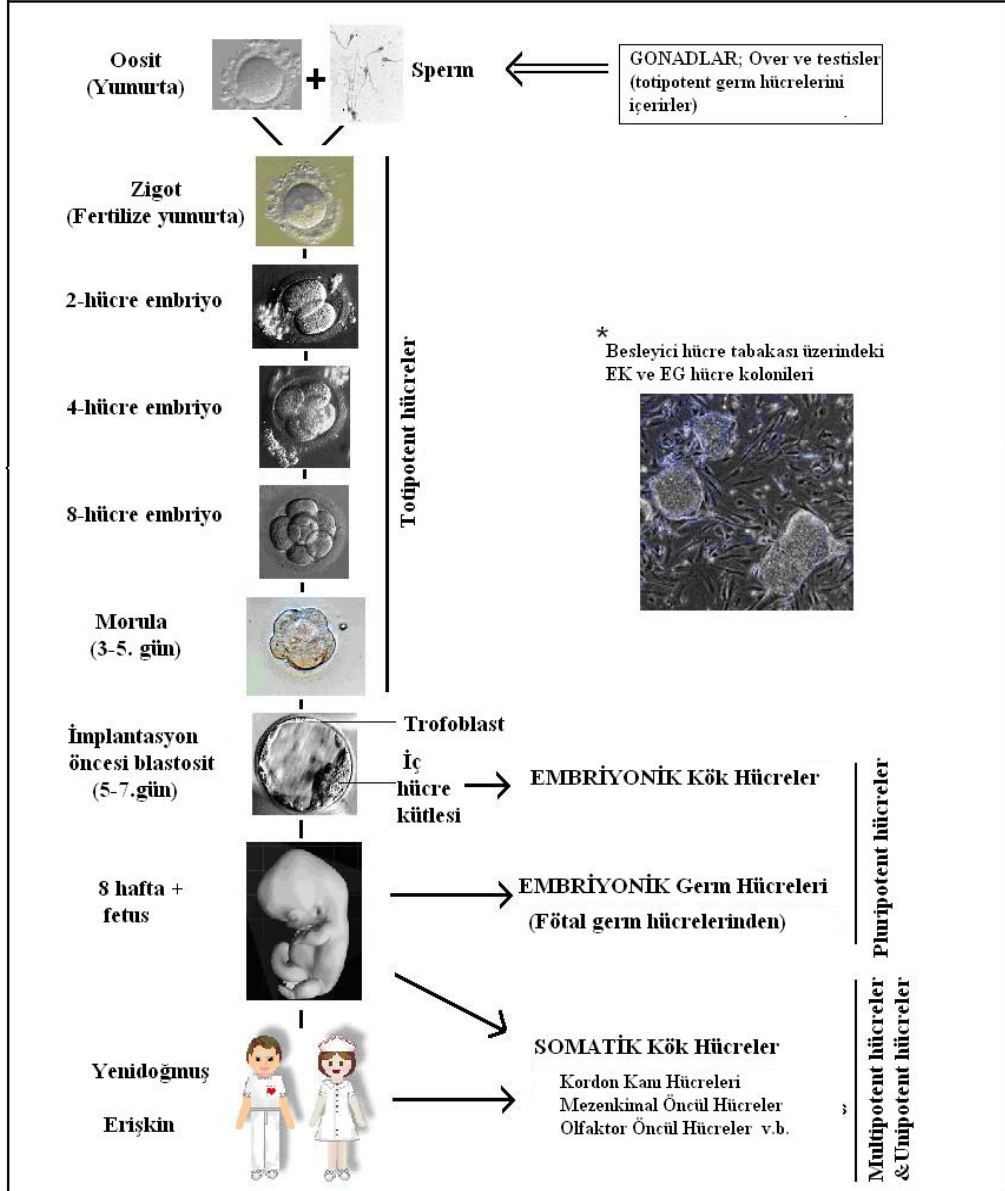 Oosit
(Yumurta)
+
Sperm
GONADLAR; Over ve testisler
(totipotent germ hücrelerini
içerirler)
Zigot
(Fertilize yumurta)
2-hücre embriyo
4-hücre embriyo
8-hücre embriyo
Morula
(3-5. gün)
Totipotent hücreler
*
Besleyici hücre tabakası üzerindeki
EK ve EG hücre kolonileri
İmplantasyon
öncesi blastosit
(5-7.gün)
Trofoblast
İç
hücre
kütlesi
EMBRİYONİK Kök Hücreler
8 hafta +
fetus
EMBRİYONİK Germ Hücreleri
(Fötal germ hücrelerinden)
Pluripotent hücreler
Yenidoğmuş
Erişkin
SOMATİK Kök Hücreler
Kordon Kanı Hücreleri
Mezenkimal Öncül Hücreler
Olfaktor Öncül Hücreler v.b.
Multipotent hücreler
&Unipotent hücreler